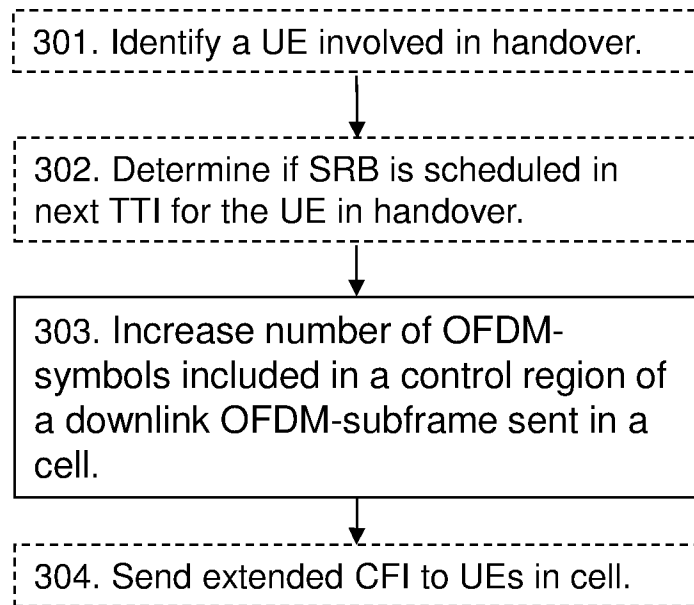 301. Identify a UE involved in handover.
302. Determine if SRB is scheduled in
next TTI for the UE in handover.
303. Increase number of OFDM-
symbols included in a control region of
a downlink OFDM-subframe sent in a
cell.
304. Send extended CFI to UEs in cell.